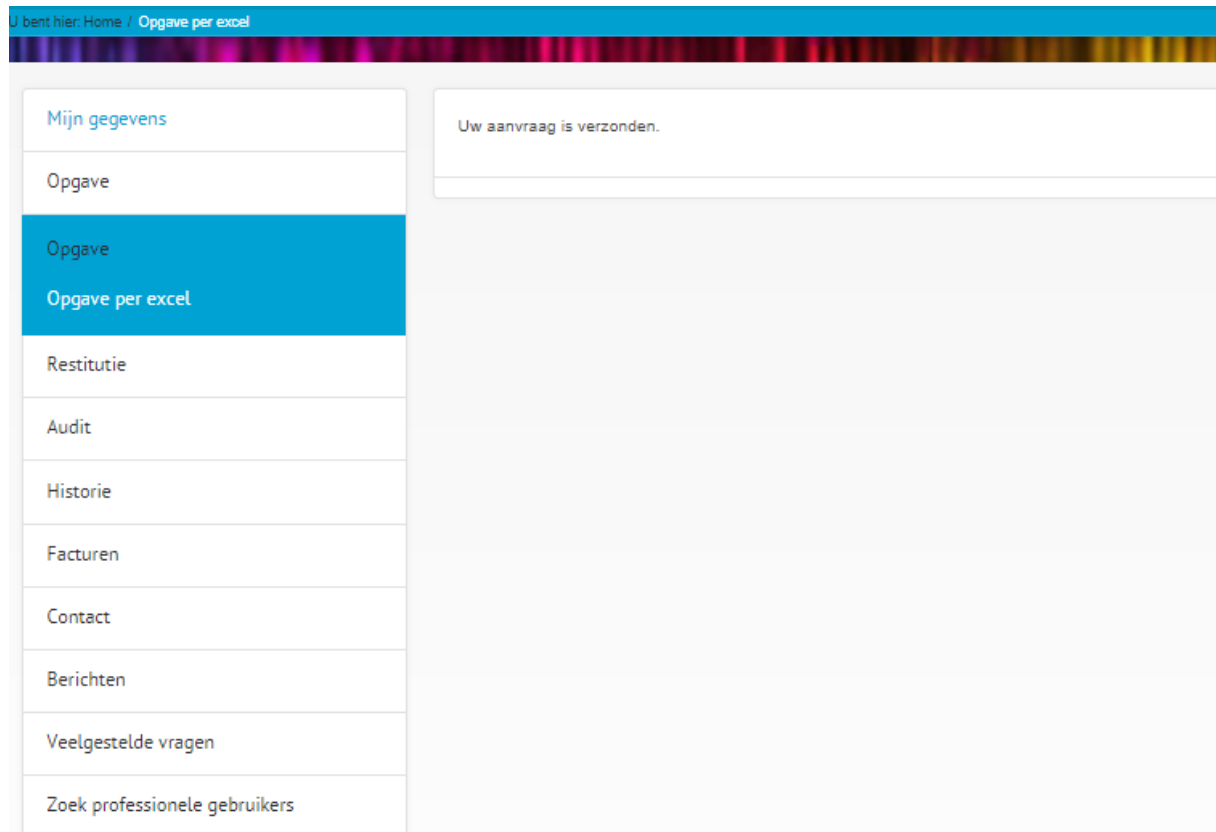 U bent hier: Home / Opgave per excel
Mijn gegevens
Opgave
Opgave
Opgave per excel
Restitutie
Audit
Historie
Facturen
Contact
Berichten
Veelgestelde vragen
Zoek professionele gebruikers
Uw aanvraag is verzonden.